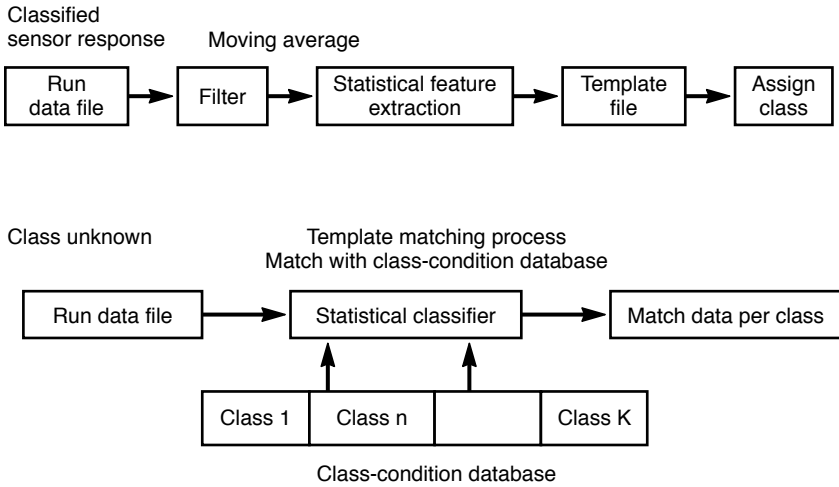 Classified
sensor response
Moving average
Run
data file
Filter
Statistical feature
extraction
Template
file
Assign
class
Class unknown
Template matching process
Match with class-condition database
Run data file
Statistical classifier
Match data per class
Class 1
Class n
Class K
Class-condition database